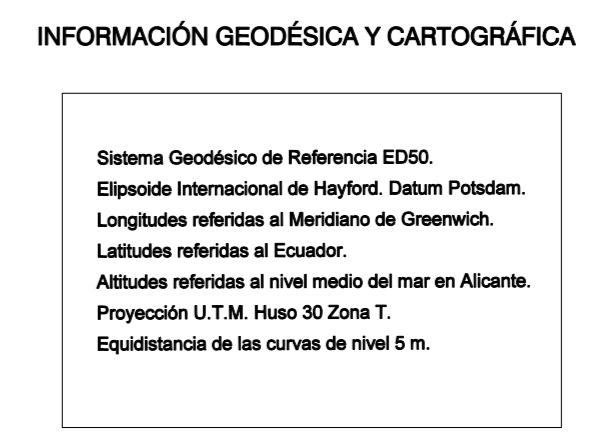 INFORMACIÓN GEODÉSICA Y CARTOGRÁFICA
Sistema Geodésico de Referencia ED50.
Elipsoide Internacional de Hayford. Datum Potsdam.
Longitudes referidas al Meridiano de Greenwich.
Latitudes referidas al Ecuador.
Altitudes referidas al nivel medio del mar en Alicante.
Proyección U.T.M. Huso 30 Zona T.
Equidistancia de las curvas de nivel 5 m.